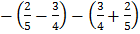 −(2/5 − 3/4) − (3/4 + 2/5)